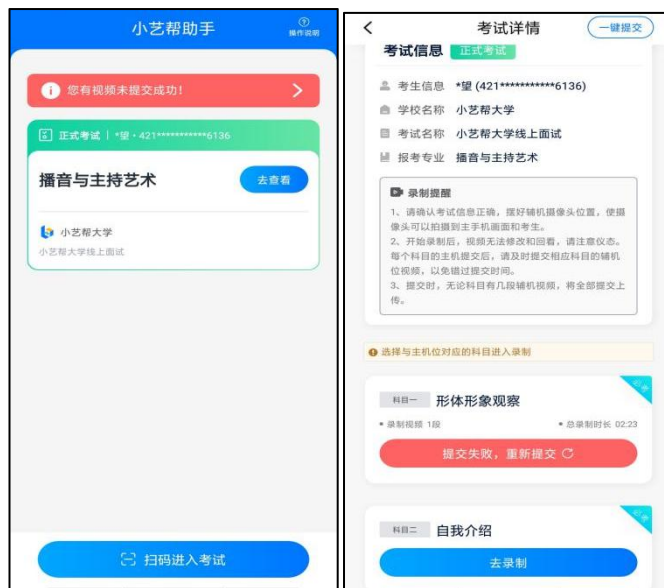 小艺帮助手
操作说明
您有视频未提交成功!
正式考试 | *望·421***********6136
播音与主持艺术
去查看
小艺帮大学
小艺帮大学线上面试
扫码进入考试
考试详情
一键提交
考试信息 正式考试
考生信息 *望 (421***********6136)
学校名称 小艺帮大学
考试名称 小艺帮大学线上面试
报考专业 播音与主持艺术
录制提醒
1、请确认考试信息正确，摆好辅机摄像头位置，使摄
像头可以拍摄到主手机画面和考生。
2、开始录制后，视频无法修改和回看，请注意仪态。
每个科目的主机提交后，请及时提交相应科目的辅机
位视频，以免错过提交时间。
3、提交时，无论科目有几段辅机视频，将全部提交上
传。
选择与主机位对应的科目进入录制
必考
科目一 形体形象观察
录制视频 1段
总录制时长 02:23
提交失败，重新提交
必考
科目二 自我介绍
去录制